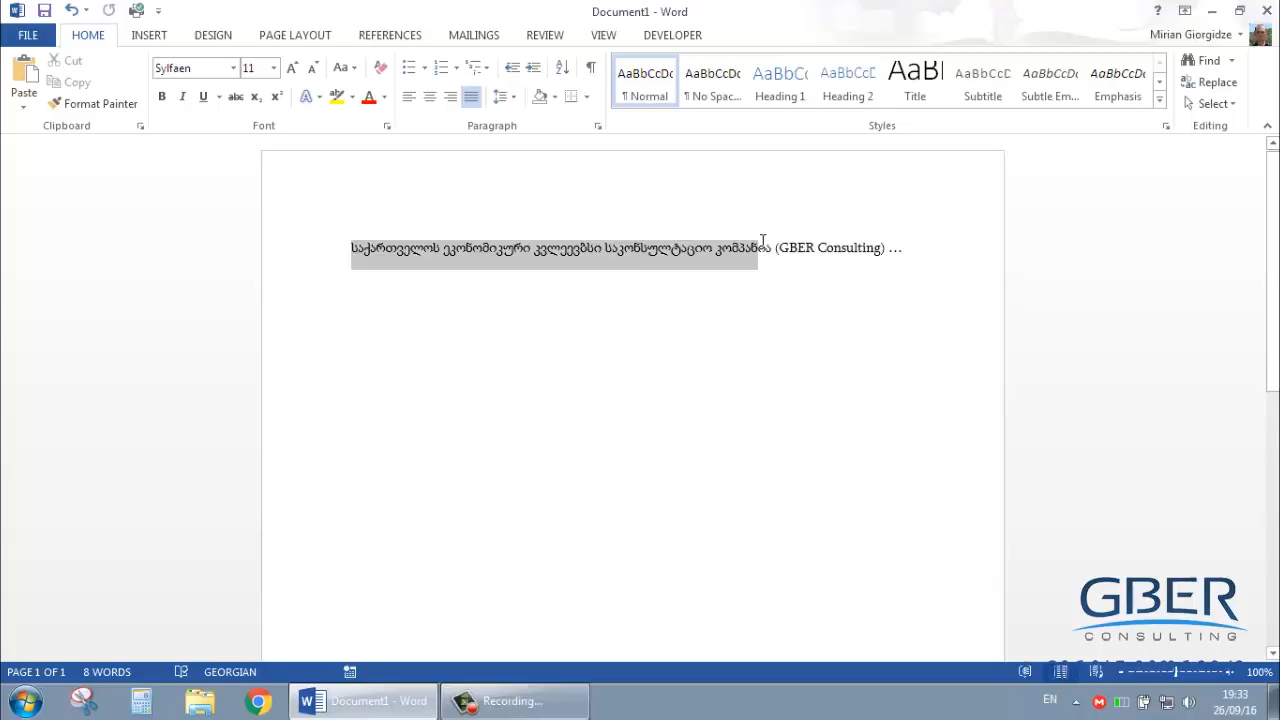 Document1 - Word
Mirian Giorgidze
FILE HOME INSERT DESIGN PAGE LAYOUT REFERENCES MAILINGS REVIEW VIEW DEVELOPER
Paste
Cut
Copy
Format Painter
Clipboard
Sylfaen 11
Font
Paragraph
AaBbCcDc ¶ Normal
AaBbCcDc ¶ No Spac...
AaBbCc Heading 1
AaBbCcD Heading 2
AaBl Title
AaBbCcD Subtitle
AaBbCcDc Subtle Em...
AaBbCcDc Emphasis
Styles
Find
Replace
Select
Editing
საქართველოს ეკონომიკური კვლეევბსი საკონსულტაციო კომპანია (GBER Consulting) …
GBER
CONSULTING
PAGE 1 OF 1 8 WORDS GEORGIAN 100%
Document1 - Word
Recording...
EN
19:33
26/09/16